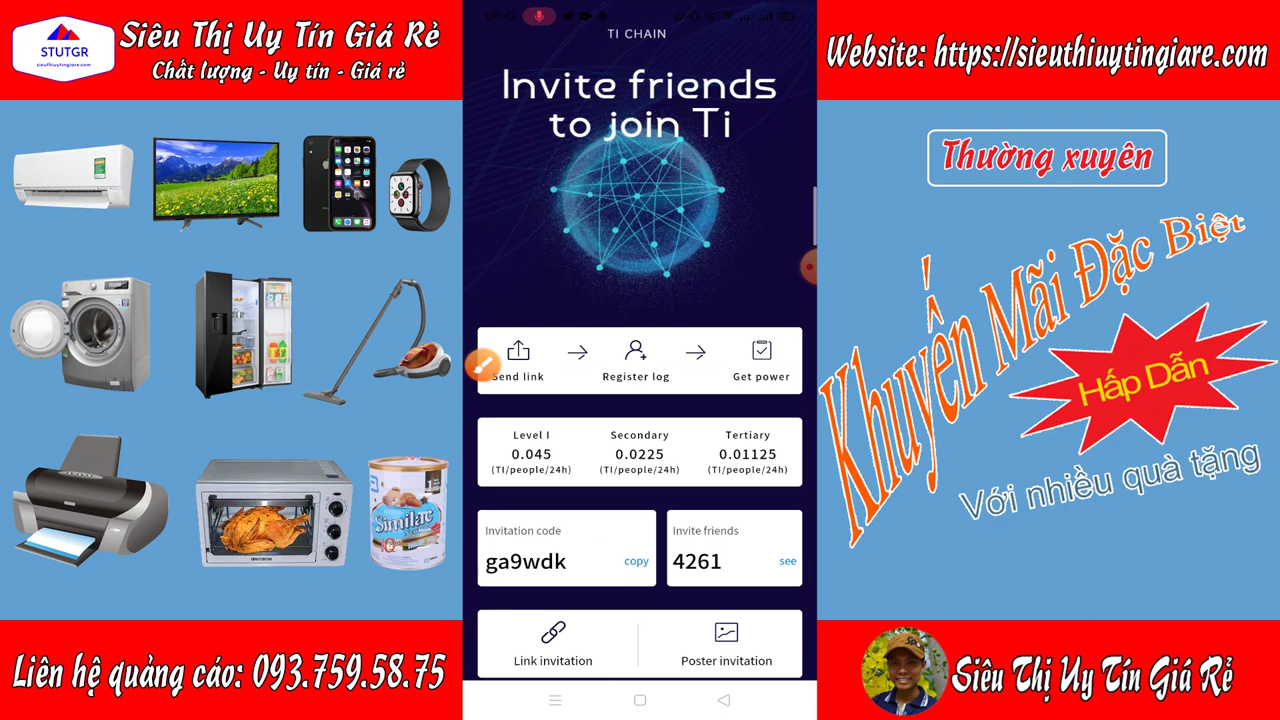 STUTGR
sieuthiuytingiare.com
Siêu Thị Uy Tín Giá Rẻ
Chất lượng - Uy tín - Giá rẻ
TI CHAIN
Invite friends
to join Ti
Send link
Register log
Get power
Level I
Secondary
Tertiary
0.045
0.0225
0.01125
(TI/people/24h)
(TI/people/24h)
(TI/people/24h)
Invitation code
ga9wdk
copy
Invite friends
4261
see
Link invitation
Poster invitation
Website: https://sieuthiuytingiare.com
Thường xuyên
Khuyến Mãi Đặc Biệt
Hấp Dẫn
Với nhiều quà tặng
Similac
Liên hệ quảng cáo: 093.759.58.75
Siêu Thị Uy Tín Giá Rẻ